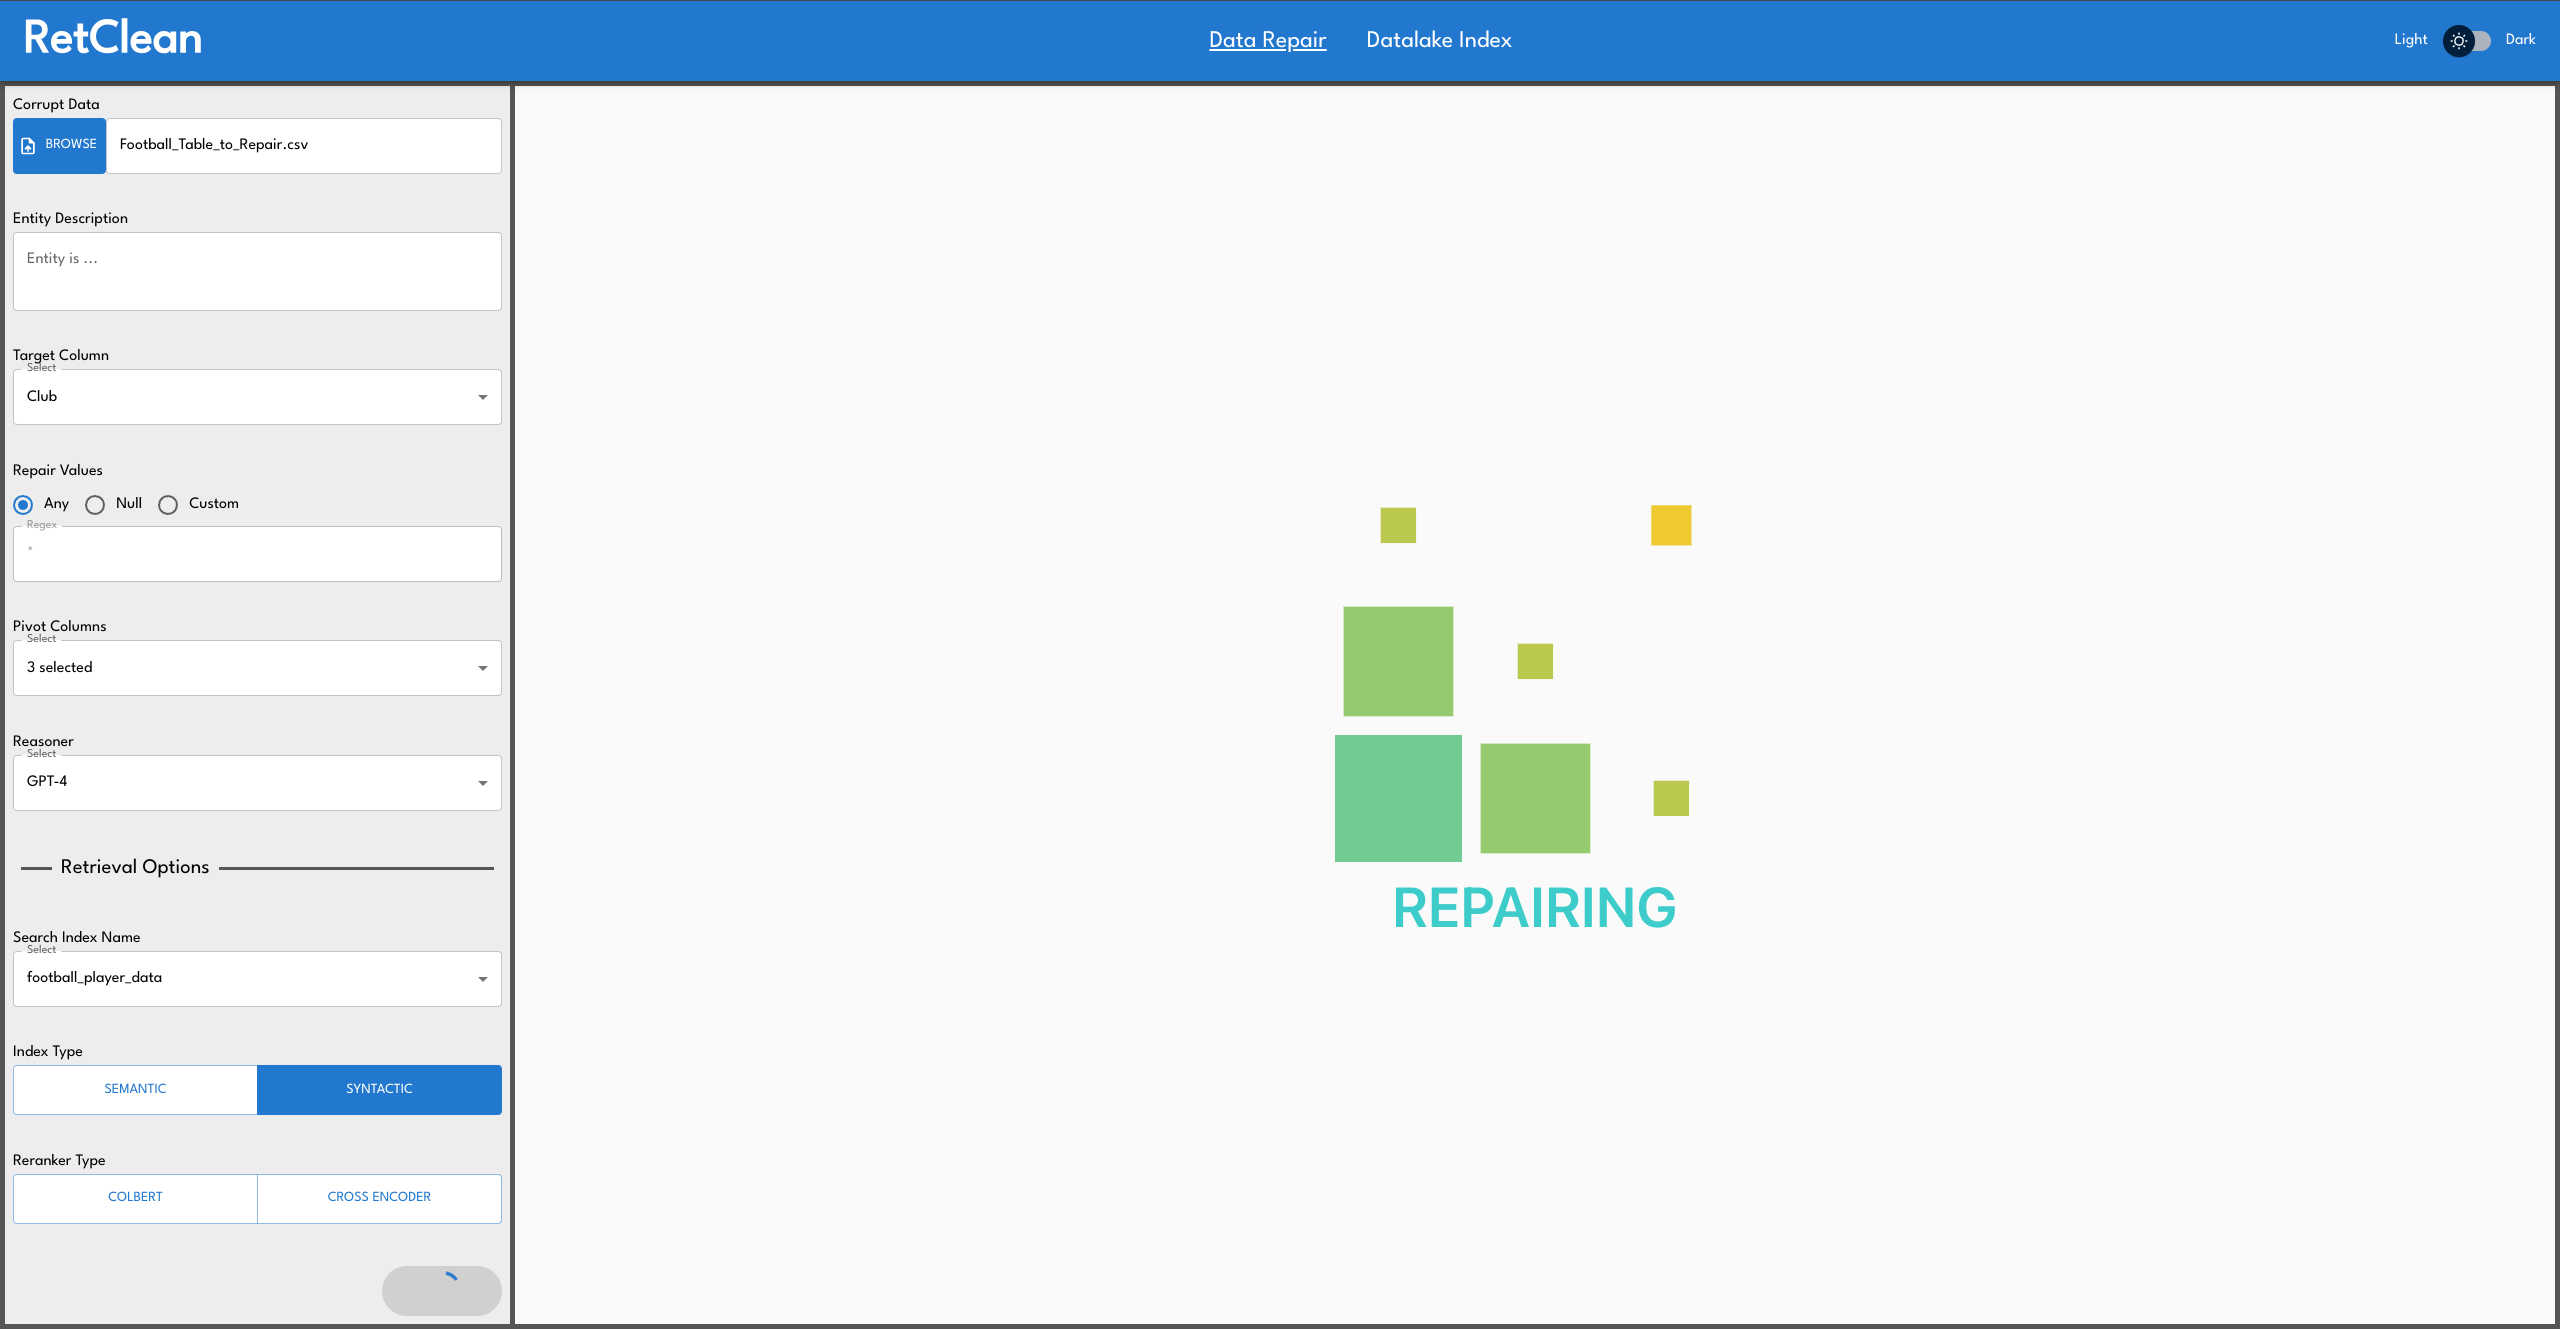 RetClean
Data Repair
Datalake Index
Light
Dark
Corrupt Data
BROWSE
Football_Table_to_Repair.csv
Entity Description
Entity is ...
Target Column
Select
Club
Repair Values
Any
Null
Custom
Regex
*
Pivot Columns
Select
3 selected
Reasoner
Select
GPT-4
Retrieval Options
Search Index Name
Select
football_player_data
Index Type
SEMANTIC
SYNTACTIC
Reranker Type
COLBERT
CROSS ENCODER
REPAIRING